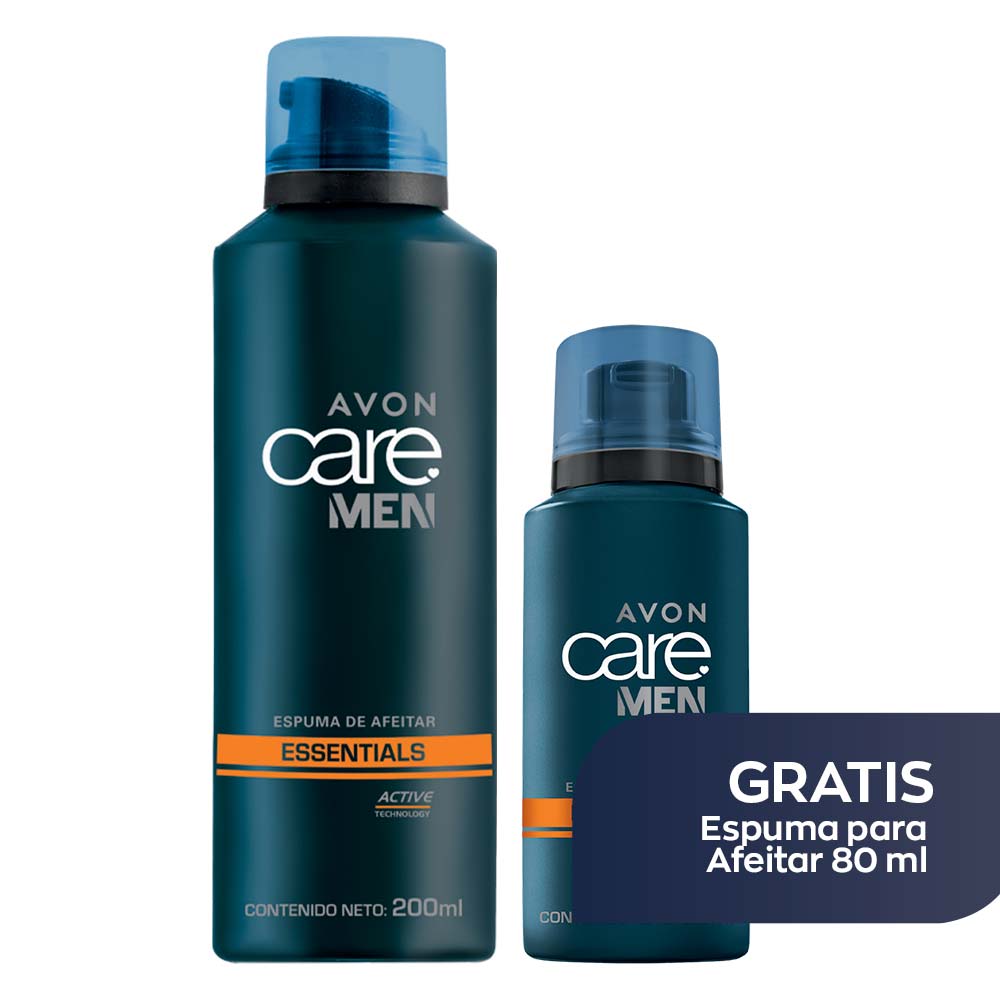 AVON
care
MEN
ESPUMA DE AFEITAR
ESSENTIALS
ACTIVE
TECHNOLOGY
CONTENIDO NETO: 200ml
AVON
care
MEN
GRATIS
Espuma para
Afeitar 80 ml